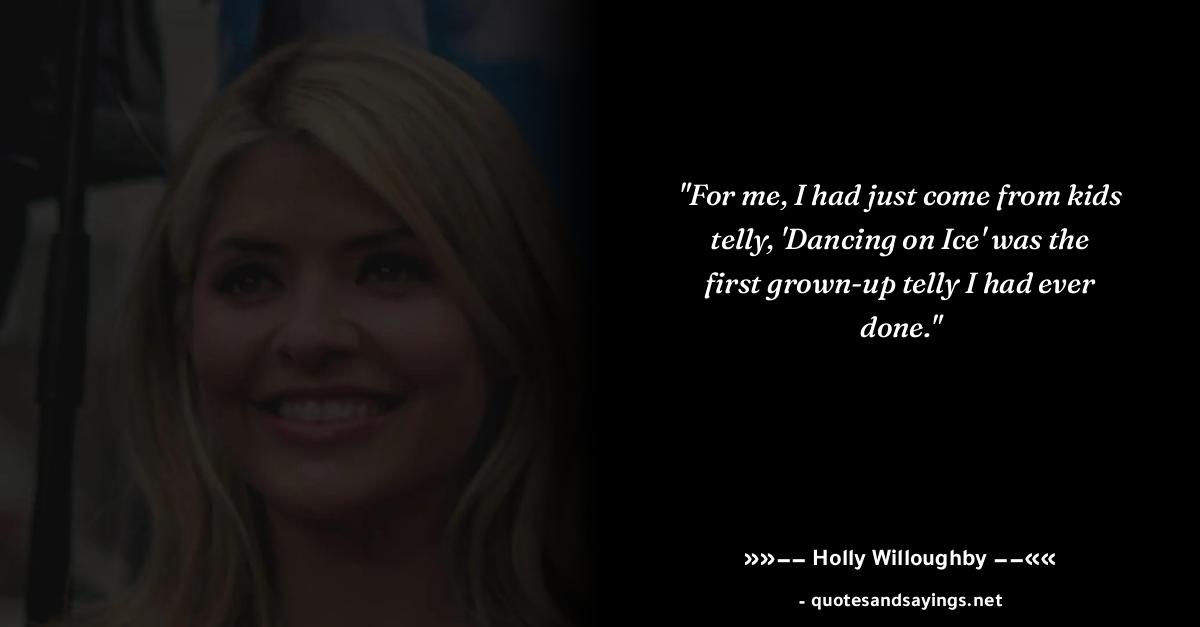 "For me, I had just come from kids
telly, 'Dancing on Ice' was the
first grown-up telly I had ever
done."
»»–– Holly Willoughby ––««
- quotesandsayings.net